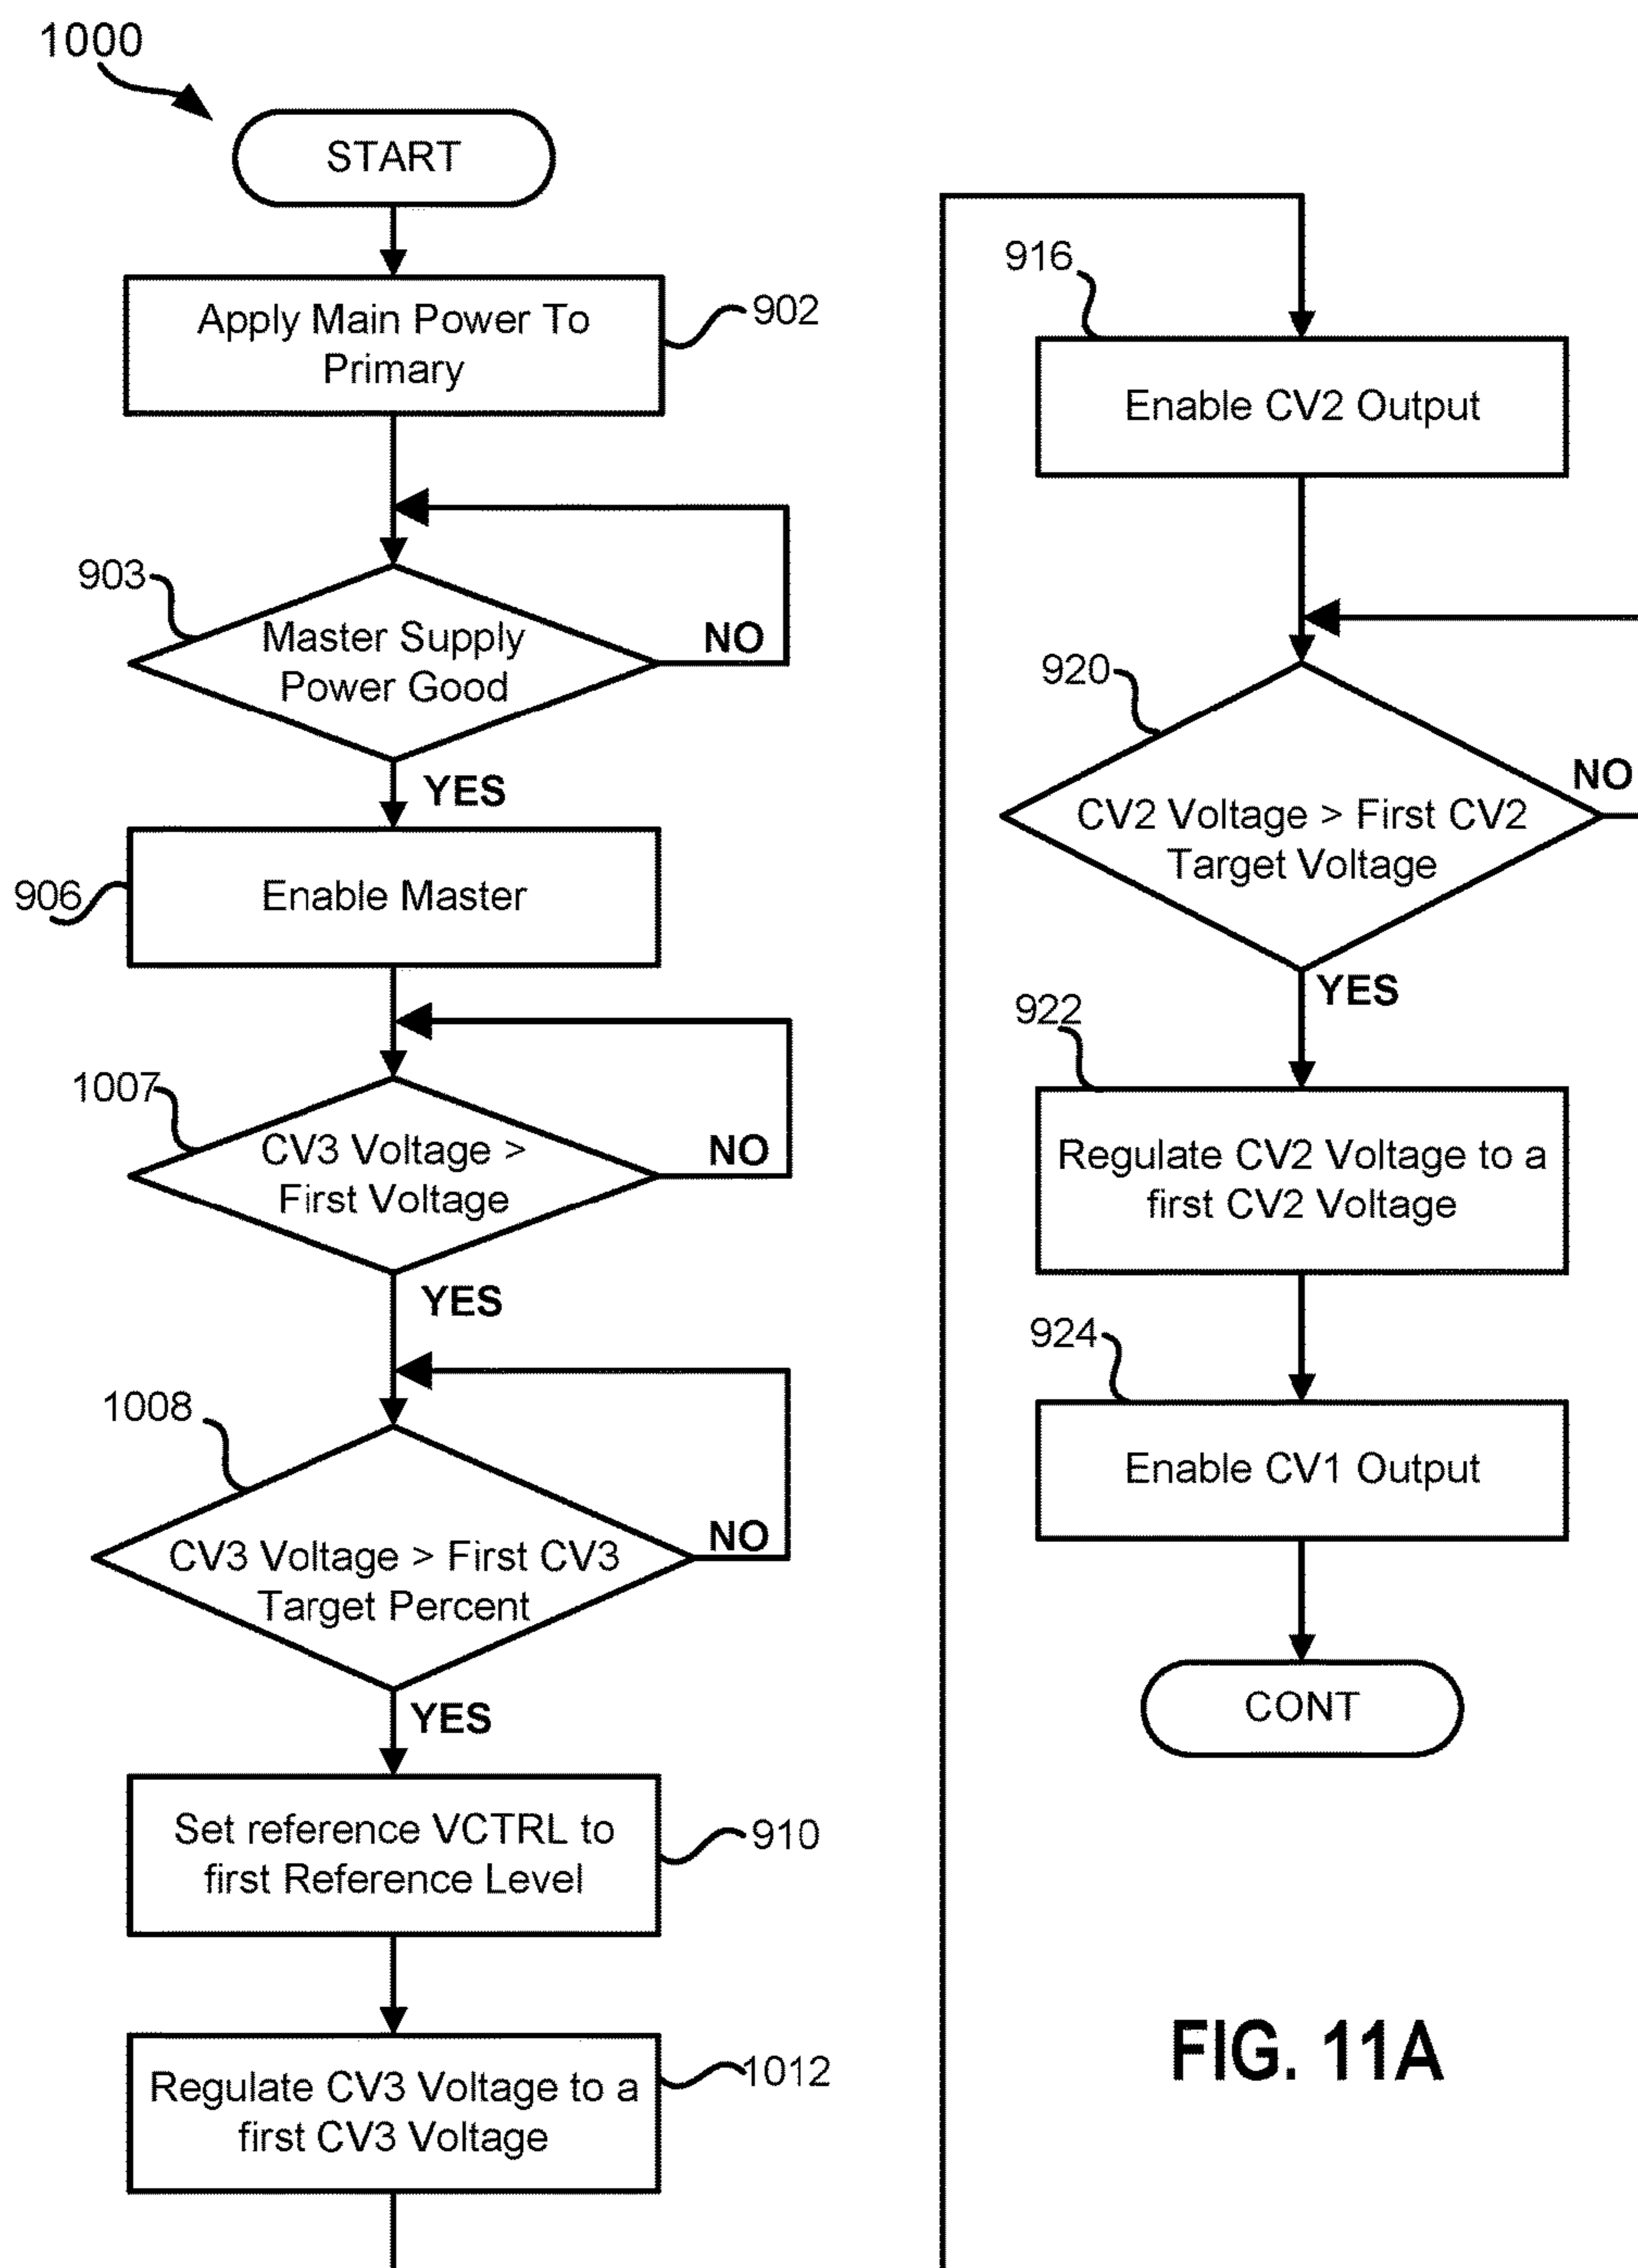 1000
START
Apply Main Power To
Primary
902
903
Master Supply
Power Good
NO
YES
906
Enable Master
1007
CV3 Voltage >
First Voltage
NO
YES
1008
CV3 Voltage > First CV3
Target Percent
NO
YES
Set reference VCTRL to
first Reference Level
910
Regulate CV3 Voltage to a
first CV3 Voltage
1012
916
Enable CV2 Output
920
CV2 Voltage > First CV2
Target Voltage
NO
YES
922
Regulate CV2 Voltage to a
first CV2 Voltage
924
Enable CV1 Output
CONT
FIG. 11A